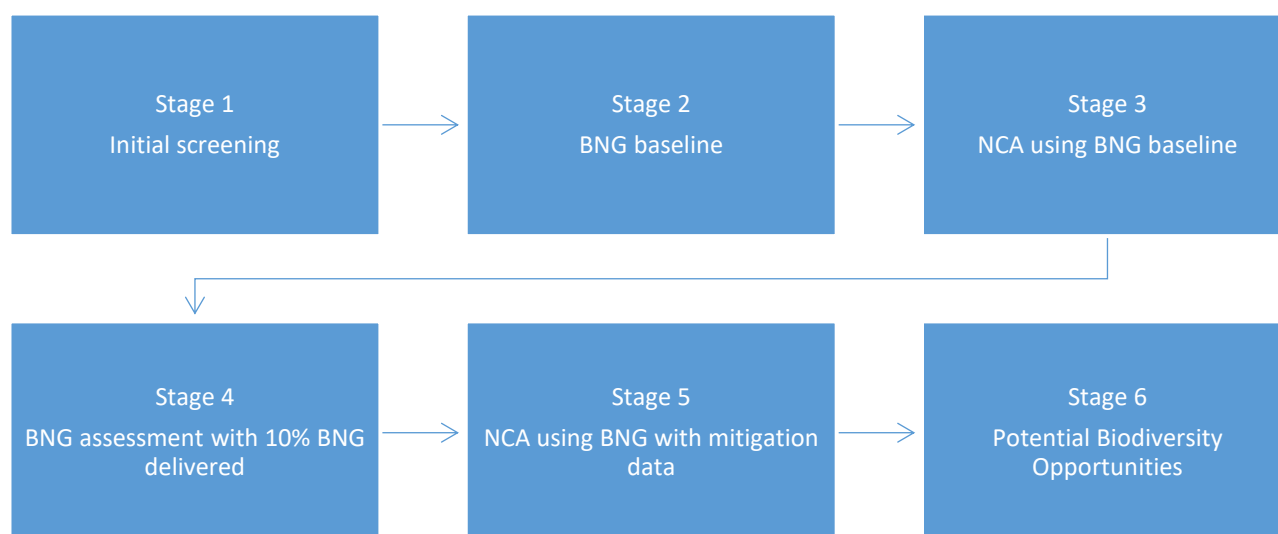 Stage 1
Initial screening
Stage 2
BNG baseline
Stage 3
NCA using BNG baseline
Stage 4
BNG assessment with 10% BNG
delivered
Stage 5
NCA using BNG with mitigation
data
Stage 6
Potential Biodiversity
Opportunities